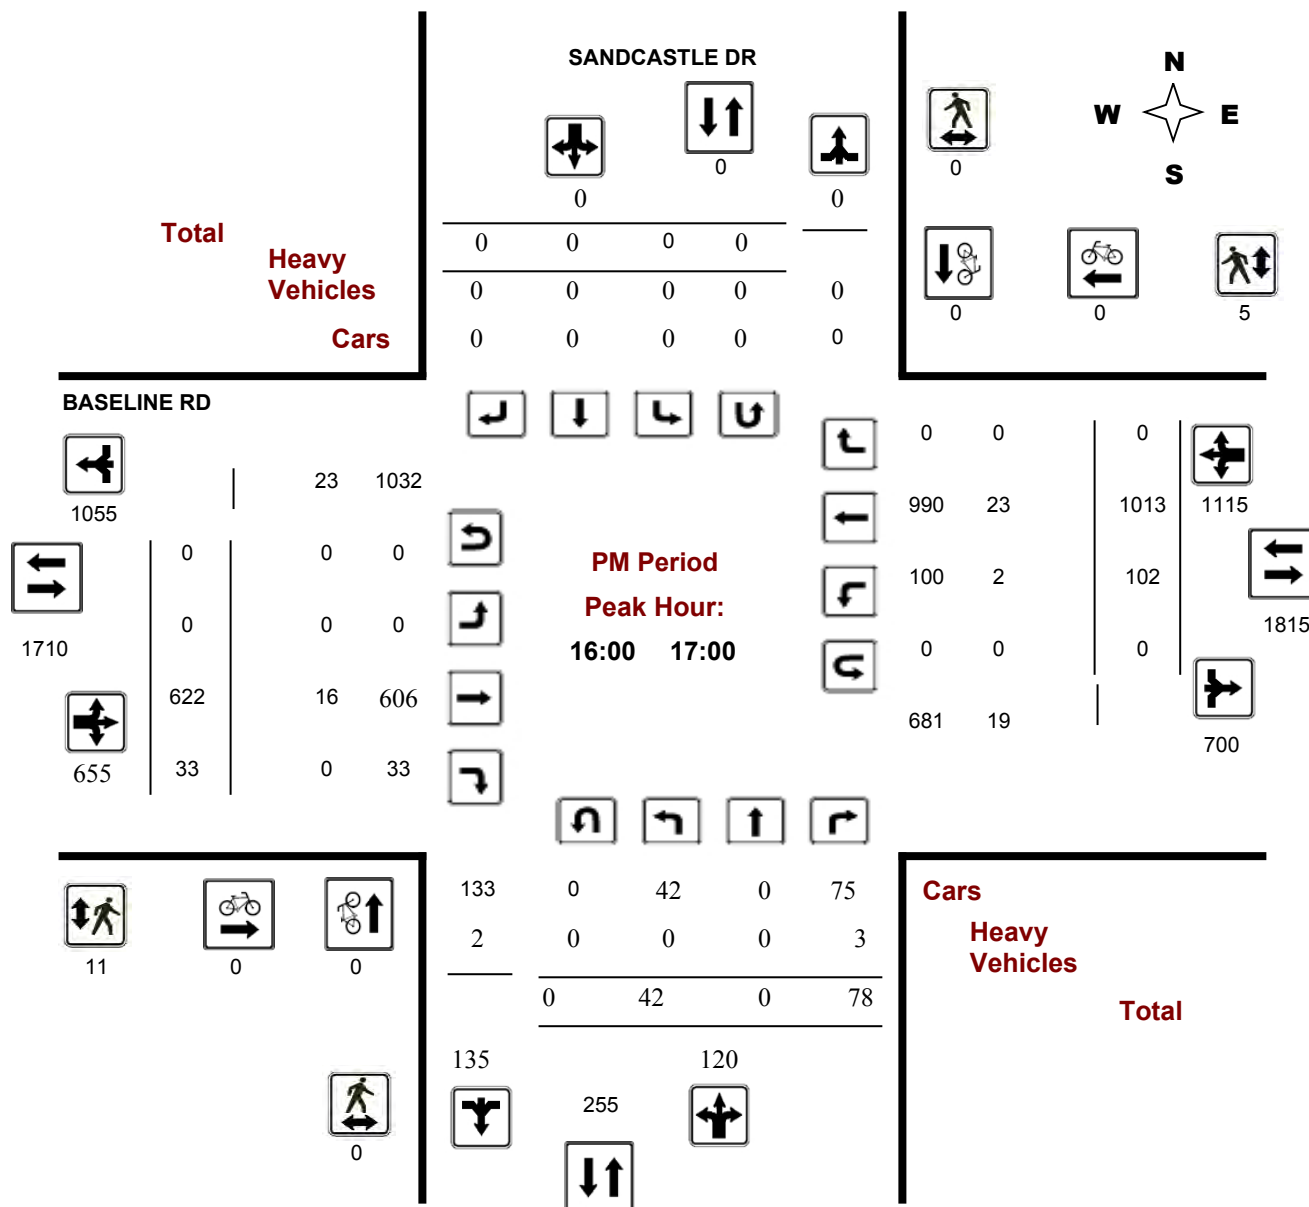 SANDCASTLE DR
N
W E
S
0
0
0
0 0
Total
0 0 0 0
Heavy
Vehicles
0 0 0 0 0
Cars
0 0 0 0 0
0 0 5
BASELINE RD
1055
23 1032
0 0 0
1710
0 0 0
622 16 606
655
33 0 33
PM Period
Peak Hour:
16:00 17:00
0 0 0
990 23 1013 1115
100 2 102
1815
0 0 0
681 19
700
133 0 42 0 75
2 0 0 0 3
0 42 0 78
135 120
255
Cars
Heavy
Vehicles
Total
11 0 0
0